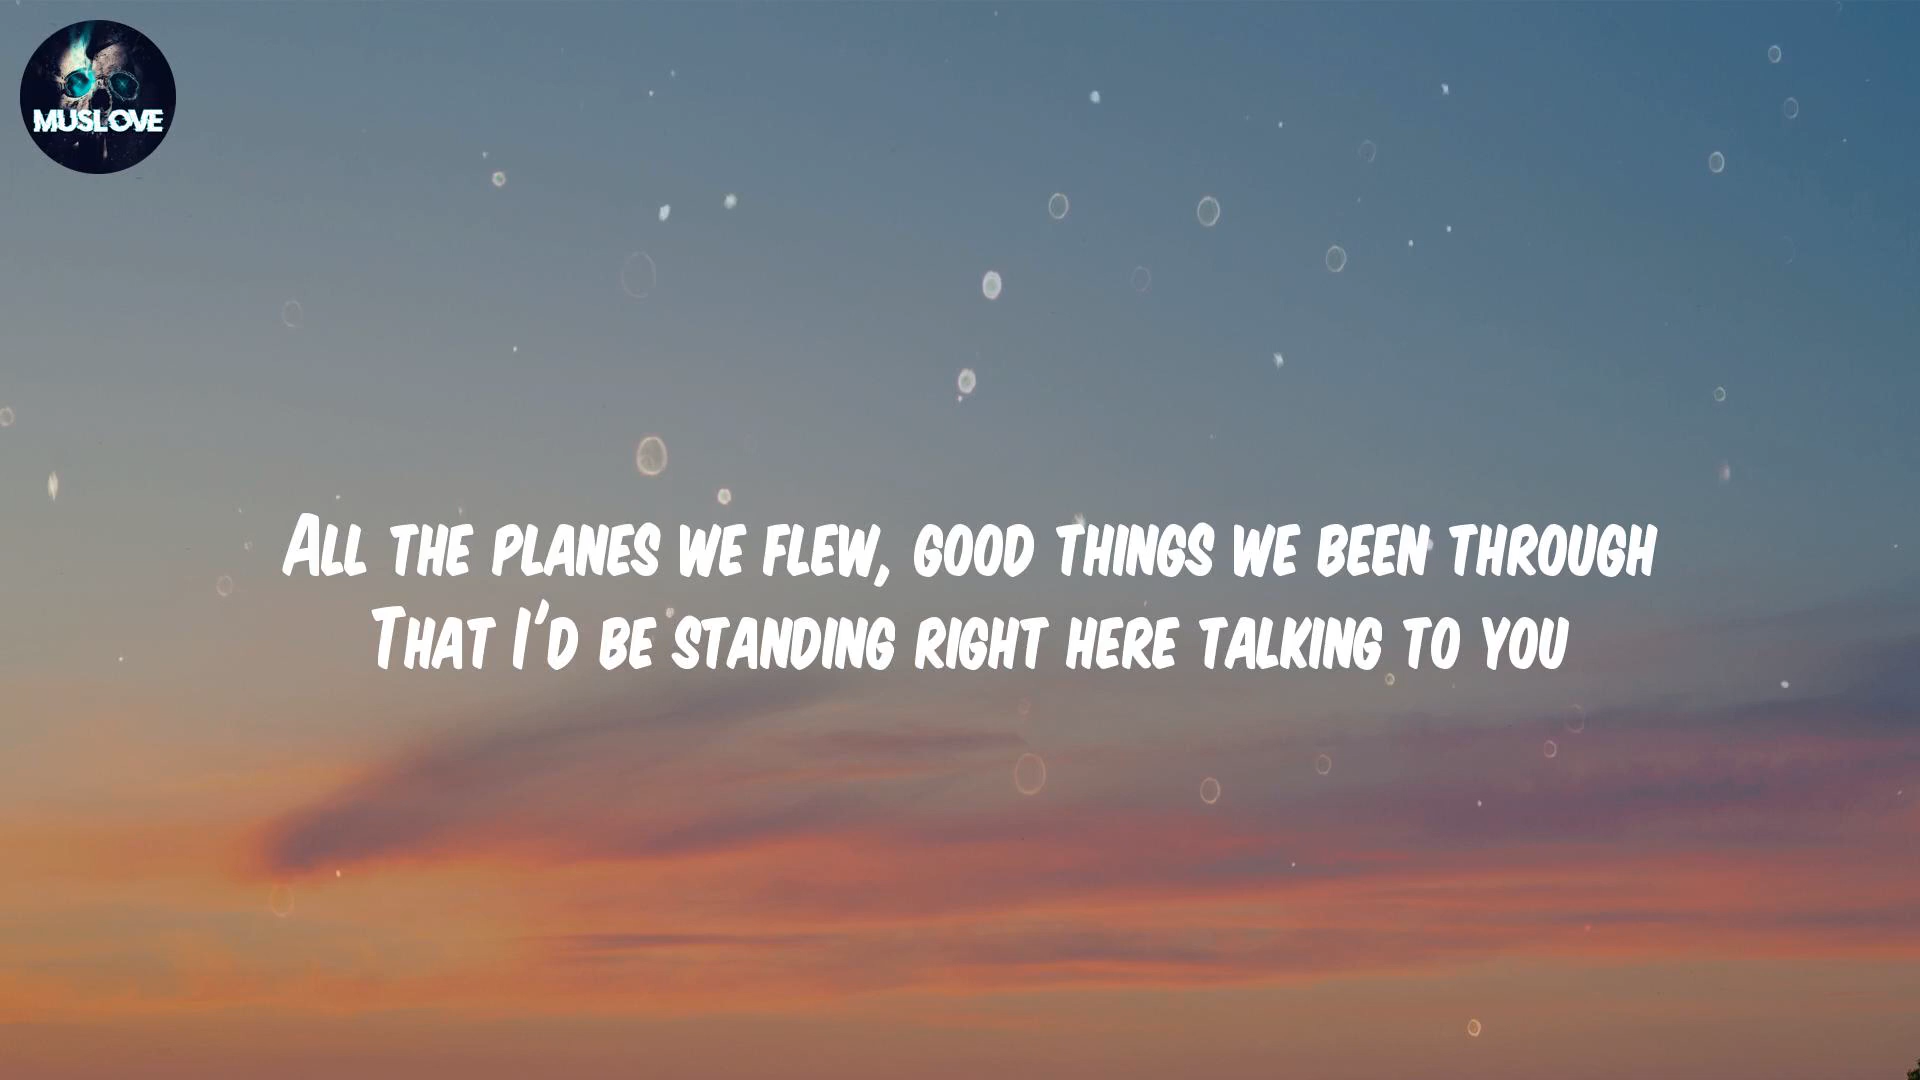 MUSLOVE
All the planes we flew, good things we been through
That I'd be standing right here talking to you